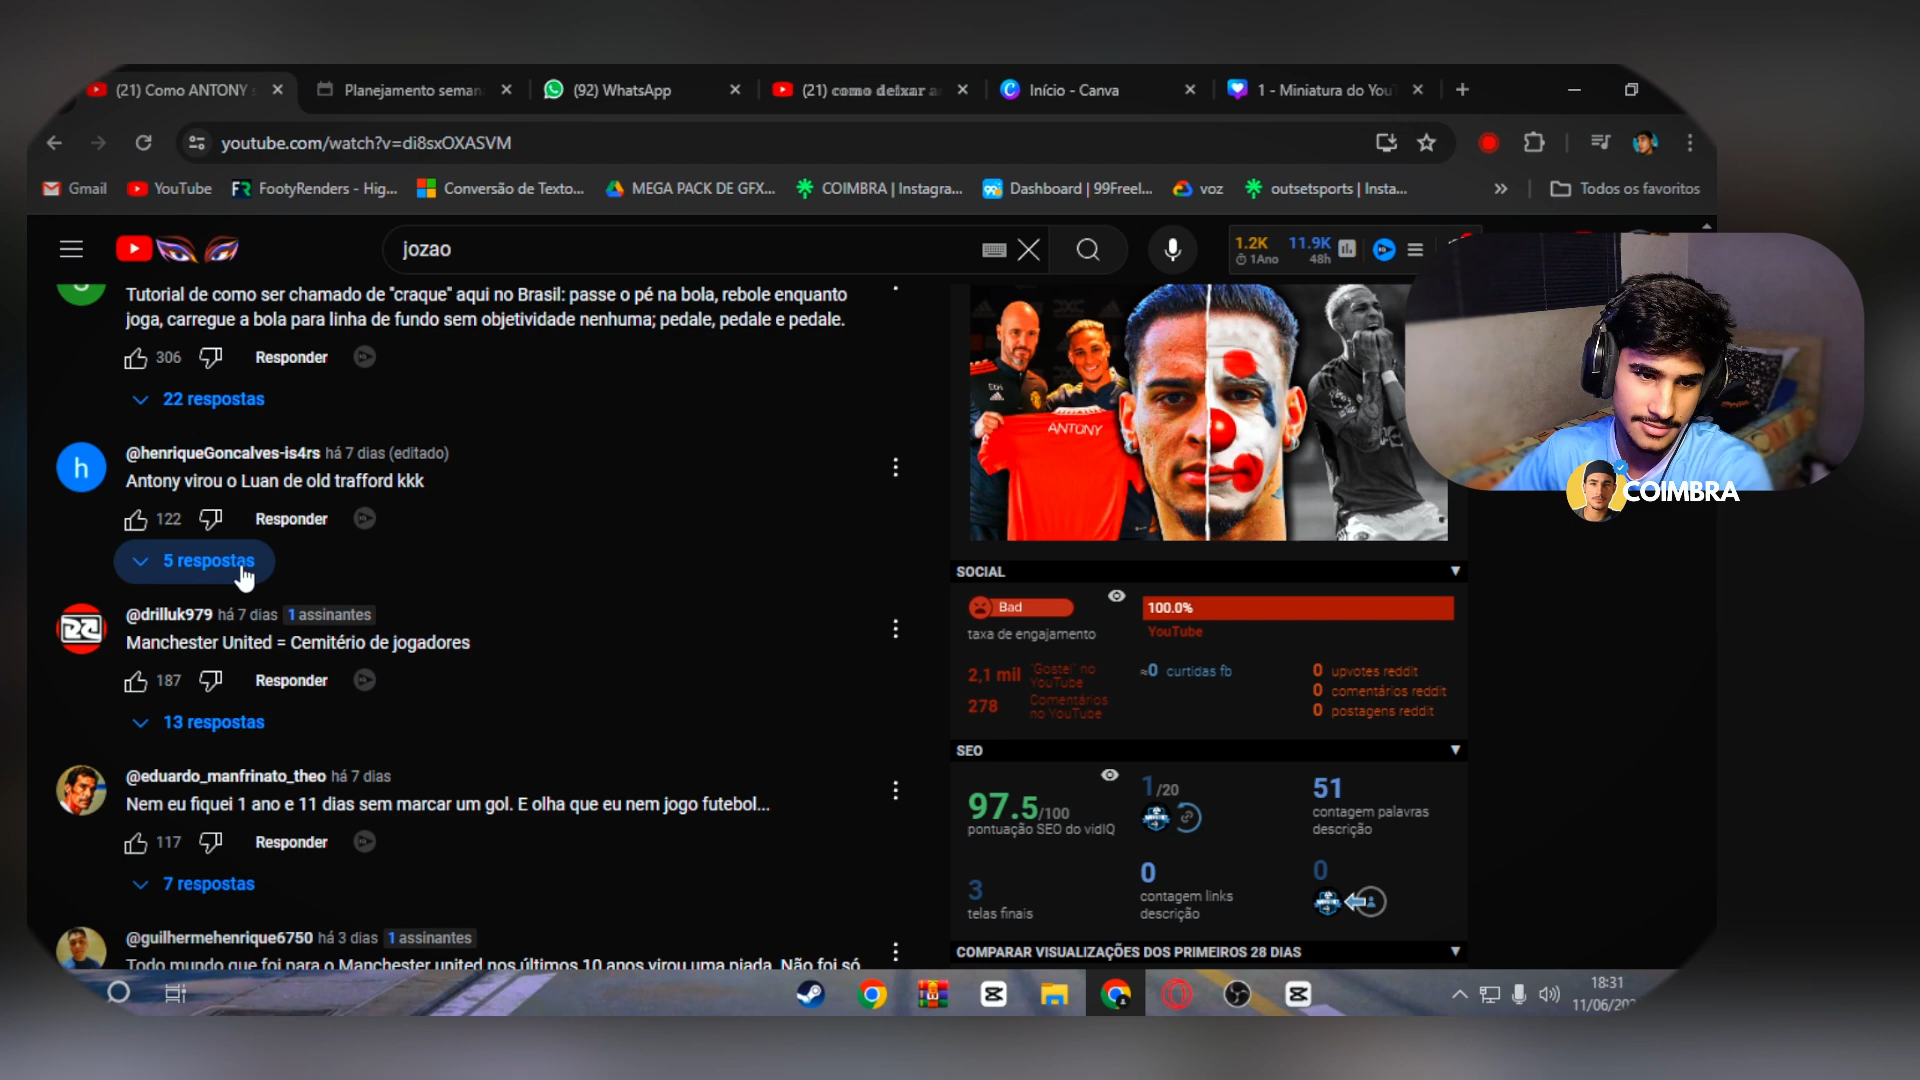 (21) Como ANTONY
Planejamento seman
(92) WhatsApp
(21) como deixar a
Início - Canva
1 - Miniatura do You
youtube.com/watch?v=di8sxOXASVM
Gmail
YouTube
FootyRenders - Hig...
Conversão de Texto...
MEGA PACK DE GFX...
COIMBRA | Instagra...
Dashboard | 99Freel...
voz
outsetsports | Insta...
Todos os favoritos
jozao
1.2K
1Ano
11.9K
48h
Tutorial de como ser chamado de "craque" aqui no Brasil: passe o pé na bola, rebole enquanto
joga, carregue a bola para linha de fundo sem objetividade nenhuma; pedale, pedale e pedale.
306
Responder
22 respostas
h
@henriqueGoncalves-is4rs há 7 dias (editado)
Antony virou o Luan de old trafford kkk
122
Responder
5 respostas
@drilluk979 há 7 dias 1 assinantes
Manchester United = Cemitério de jogadores
187
Responder
13 respostas
@eduardo_manfrinato_theo há 7 dias
Nem eu fiquei 1 ano e 11 dias sem marcar um gol. E olha que eu nem jogo futebol...
117
Responder
7 respostas
@guilhermehenrique6750 há 3 dias 1 assinantes
Todo mundo que foi para o Manchester united nos últimos 10 anos virou uma piada. Não foi só
ANTONY
COIMBRA
SOCIAL
Bad
taxa de engajamento
100.0%
YouTube
2,1 mil "Gostei" no
YouTube
278 Comentários
no YouTube
≈0 curtidas fb
0 upvotes reddit
0 comentários reddit
0 postagens reddit
SEO
97.5/100
pontuação SEO do vidIQ
1/20
51
contagem palavras
descrição
3
telas finais
0
contagem links
descrição
0
COMPARAR VISUALIZAÇÕES DOS PRIMEIROS 28 DIAS
18:31
11/06/20